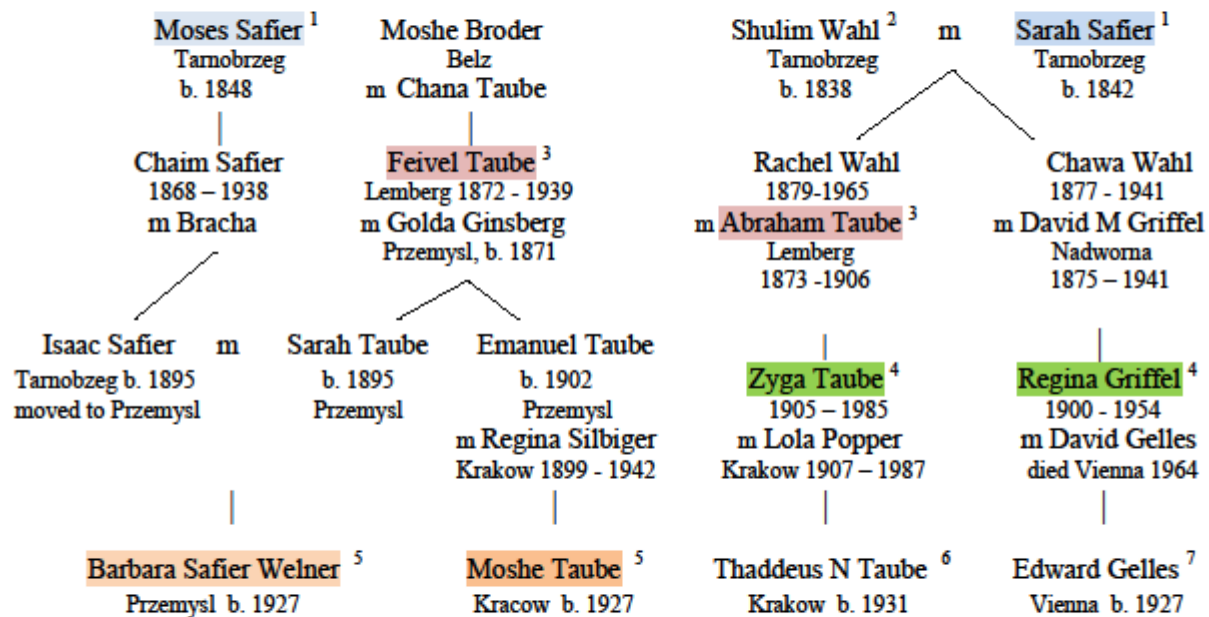 Moses Safier 1 Moshe Broder Shulim Wahl 2 m Sarah Safier 1
Tarnobrzeg Belz Tarnobrzeg Tarnobrzeg
b. 1848 m Chana Taube b. 1838 b. 1842
Chaim Safier Feivel Taube 3 Rachel Wahl Chawa Wahl
1868 – 1938 Lemberg 1872 - 1939 1879-1965 1877 - 1941
m Bracha m Golda Ginsberg m Abraham Taube 3 m David M Griffel
Przemysl, b. 1871 Lemberg Nadworna
1873 -1906 1875 – 1941
Isaac Safier m Sarah Taube Emanuel Taube Zyga Taube 4 Regina Griffel 4
Tarnobzeg b. 1895 b. 1895 b. 1902 1905 – 1985 1900 - 1954
moved to Przemysl Przemysl Przemysl m Lola Popper m David Gelles
m Regina Silbiger Krakow 1907 – 1987 died Vienna 1964
Krakow 1899 - 1942
Barbara Safier Welner 5 Moshe Taube 5 Thaddeus N Taube 6 Edward Gelles 7
Przemysl b. 1927 Kracow b. 1927 Krakow b. 1931 Vienna b. 1927